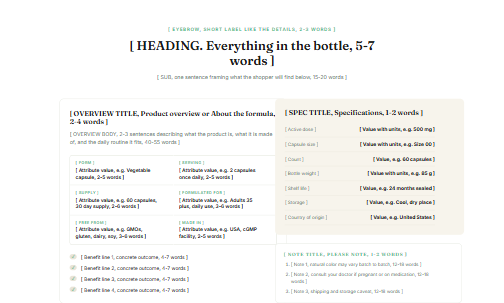 [ EYEBROW, SHORT LABEL LIKE THE DETAILS, 2-3 WORDS ]
[ HEADING. Everything in the bottle, 5-7
words ]
[ SUB, one sentence framing what the shopper will find below, 15-20 words ]
[ OVERVIEW TITLE, Product overview or About the formula,
2-4 words ]
[ OVERVIEW BODY, 2-3 sentences describing what the product is, what it is made
of, and the daily routine it fits, 40-55 words ]
[ FORM ]
[ Attribute value, e.g. Vegetable
capsule, 2-5 words ]
[ SERVING ]
[ Attribute value, e.g. 2 capsules
once daily, 2-5 words ]
[ SUPPLY ]
[ Attribute value, e.g. 60 capsules,
30 day supply, 2-6 words ]
[ FORMULATED FOR ]
[ Attribute value, e.g. Adults 35
plus, daily use, 2-6 words ]
[ FREE FROM ]
[ Attribute value, e.g. GMOs,
gluten, dairy, soy, 3-6 words ]
[ MADE IN ]
[ Attribute value, e.g. USA, cGMP
facility, 2-5 words ]
[ Benefit line 1, concrete outcome, 4-7 words ]
[ Benefit line 2, concrete outcome, 4-7 words ]
[ Benefit line 3, concrete outcome, 4-7 words ]
[ Benefit line 4, concrete outcome, 4-7 words ]
[ SPEC TITLE, Specifications, 1-2 words ]
[ Active dose ] [ Value with units, e.g. 500 mg ]
[ Capsule size ] [ Value with units, e.g. Size 00 ]
[ Count ] [ Value, e.g. 60 capsules ]
[ Bottle weight ] [ Value with units, e.g. 85 g ]
[ Shelf life ] [ Value, e.g. 24 months sealed ]
[ Storage ] [ Value, e.g. Cool, dry place ]
[ Country of origin ] [ Value, e.g. United States ]
[ NOTE TITLE, PLEASE NOTE, 1-2 WORDS ]
1. [ Note 1, natural color may vary batch to batch, 12-18 words ]
2. [ Note 2, consult your doctor if pregnant or on medication, 12-18
words ]
3. [ Note 3, shipping and storage caveat, 12-18 words ]